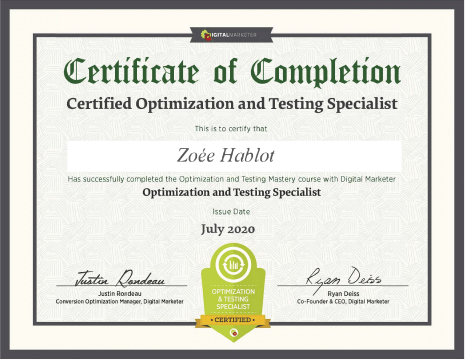 DIGITALMARKETER
Certificate of Completion
Certified Optimization and Testing Specialist
This is to certify that
Zoée Hablot
Has successfully completed the Optimization and Testing Mastery course with Digital Marketer
Optimization and Testing Specialist
Issue Date
July 2020
Justin Rondeau
Ryan Deiss
Justin Rondeau
Conversion Optimization Manager, Digital Marketer
Ryan Deiss
Co-Founder & CEO, Digital Marketer
OPTIMIZATION
& TESTING
SPECIALIST
• CERTIFIED •